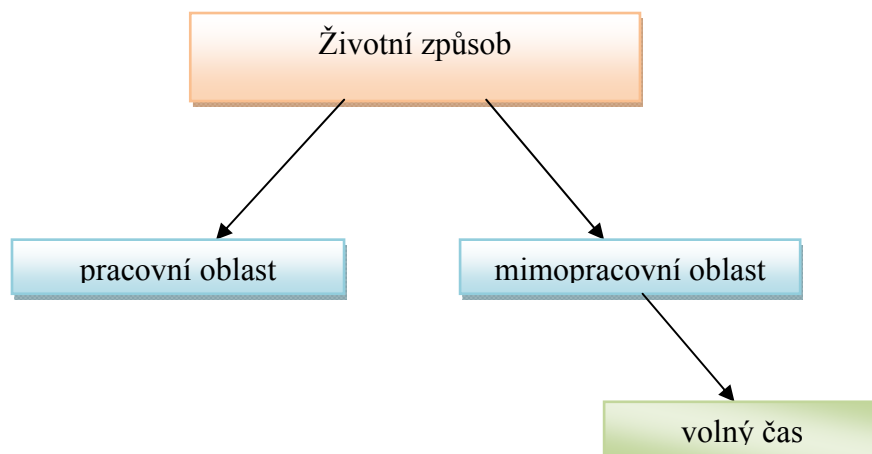 Životní způsob
pracovní oblast
mimopracovní oblast
volný čas